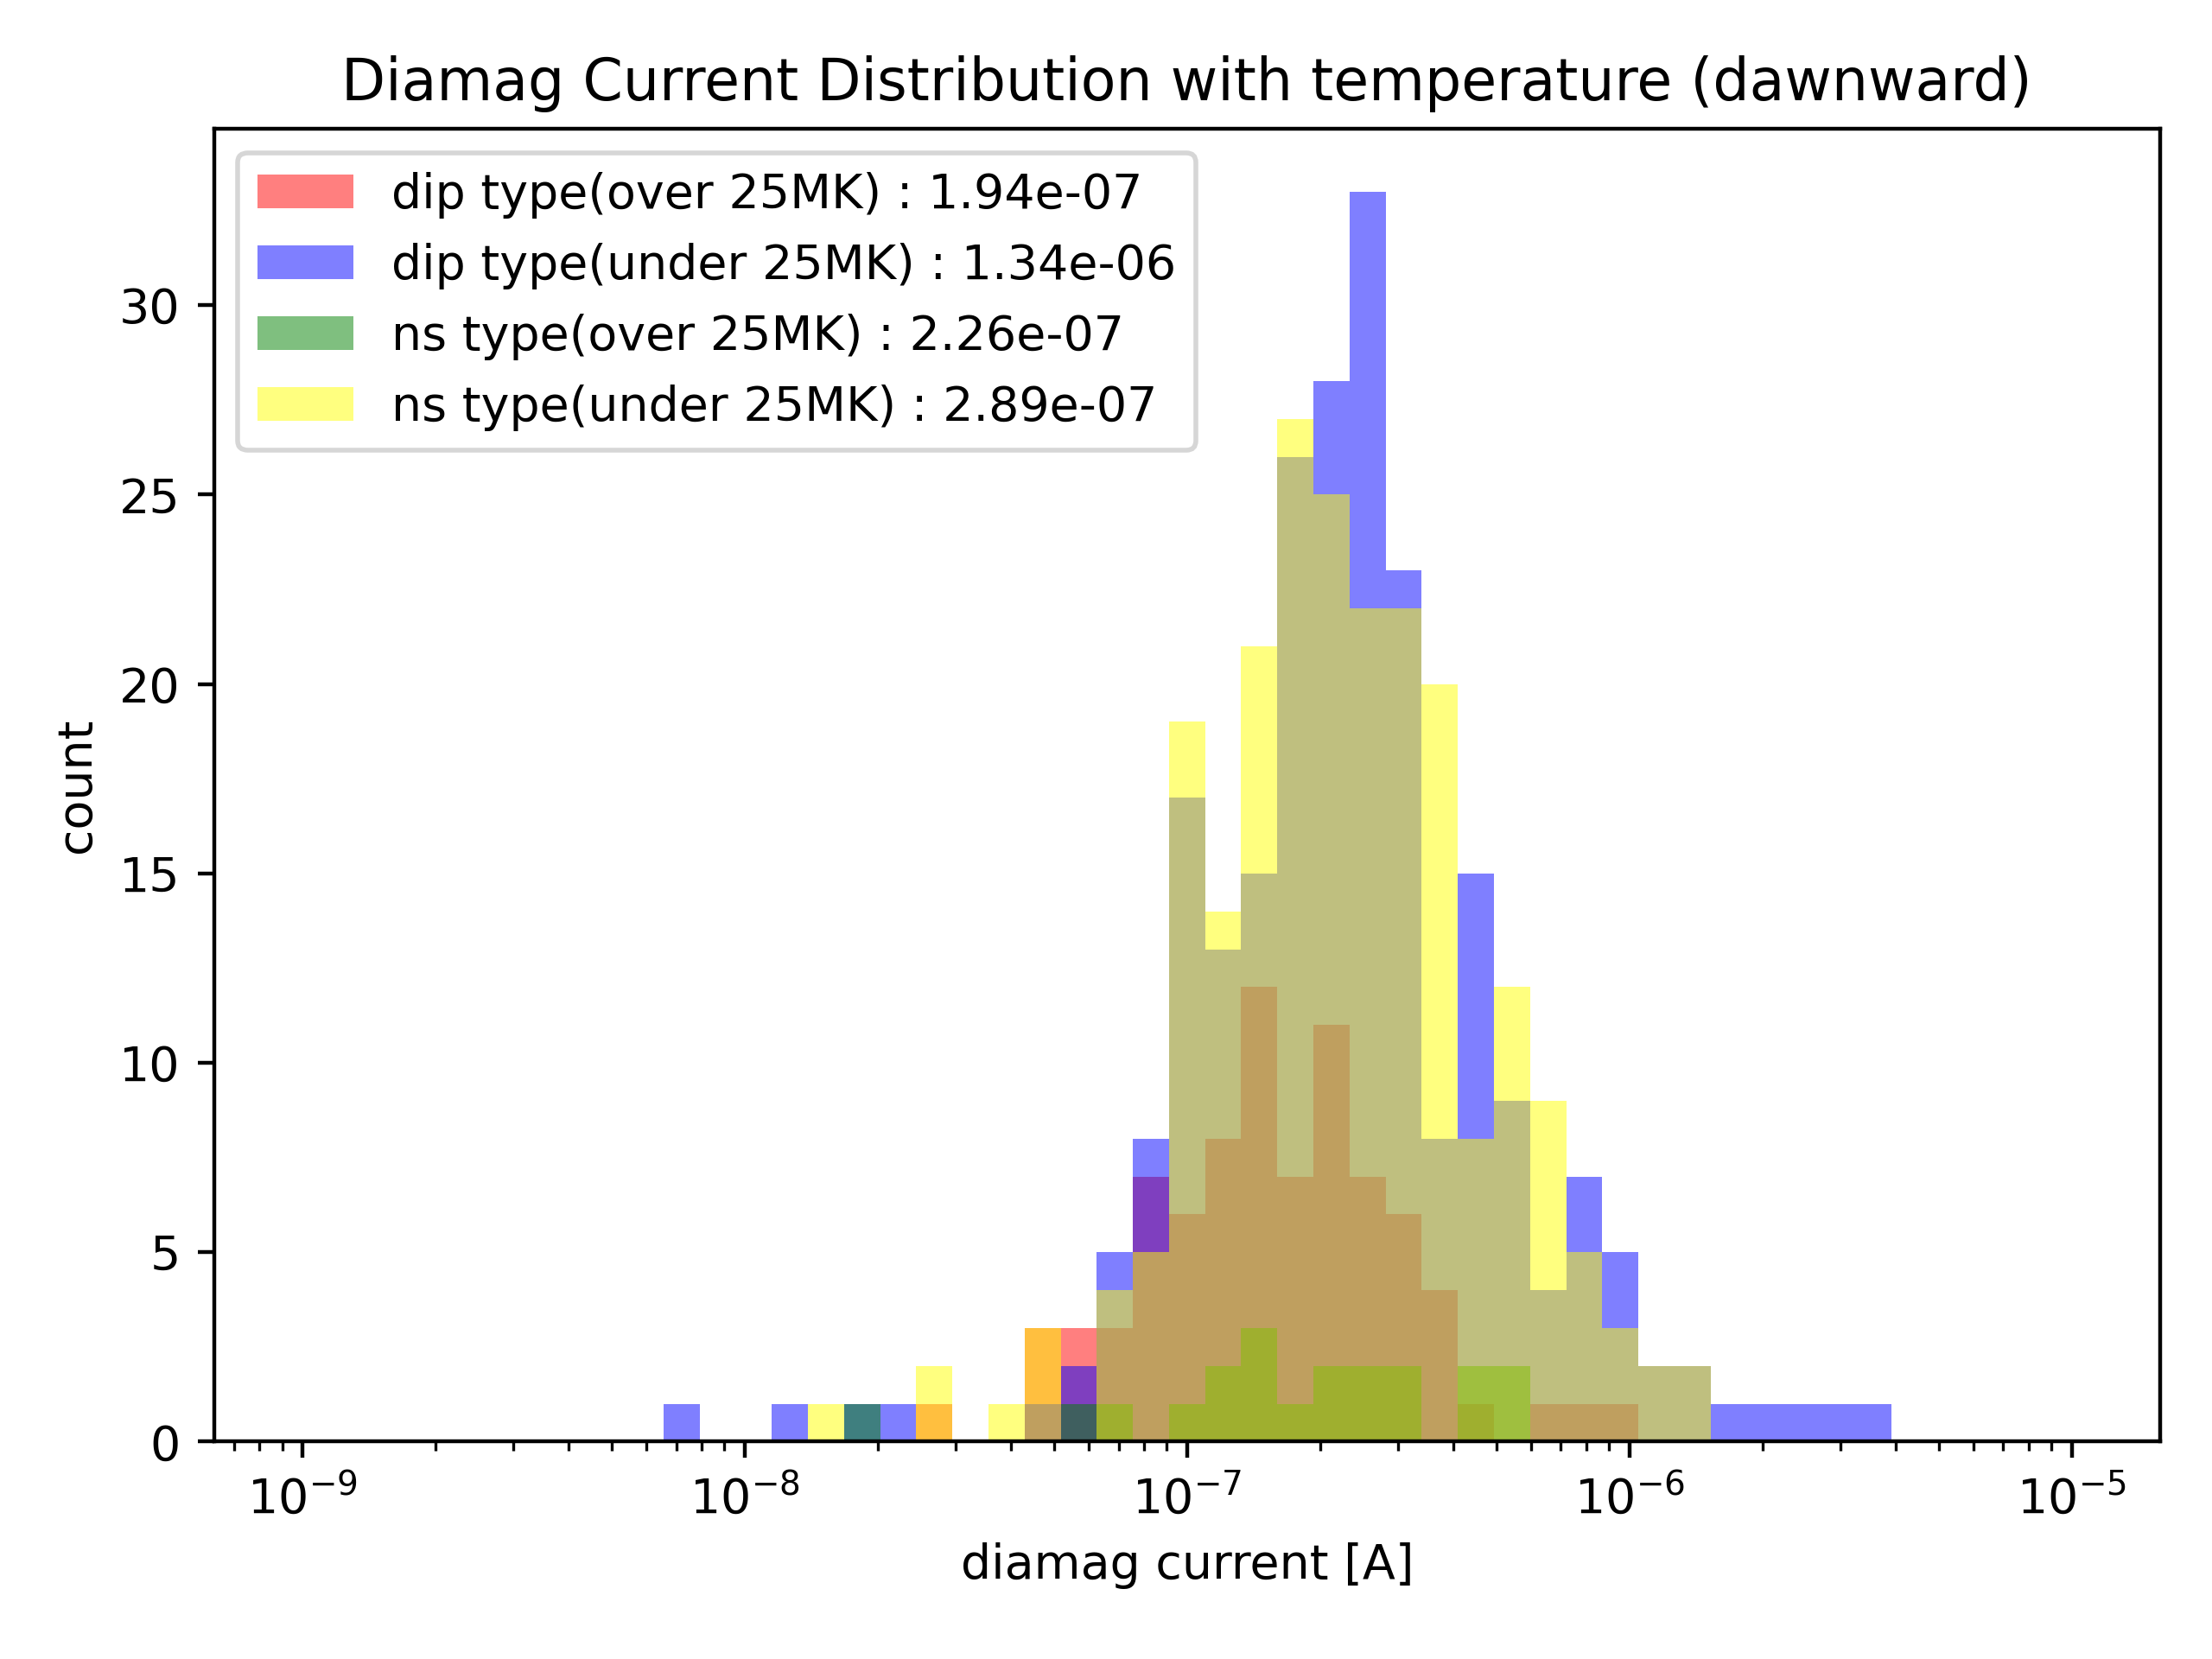 Diamag Current Distribution with temperature (dawnward)
dip type(over 25MK) : 1.94e-07
dip type(under 25MK) : 1.34e-06
ns type(over 25MK) : 2.26e-07
ns type(under 25MK) : 2.89e-07
count
30
25
20
15
10
5
0
10⁻⁹ 10⁻⁸ 10⁻⁷ 10⁻⁶ 10⁻⁵
diamag current [A]